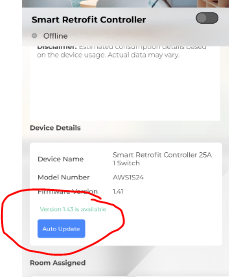 Smart Retrofit Controller
Offline
Disclaimer: Estimated consumption details based
on the device usage. Actual data may vary.
Device Details
Device Name
Smart Retrofit Controller 25A
1 Switch
Model Number
AWS1S24
Firmware Version
1.41
Version 1.43 is available
Auto Update
Room Assigned